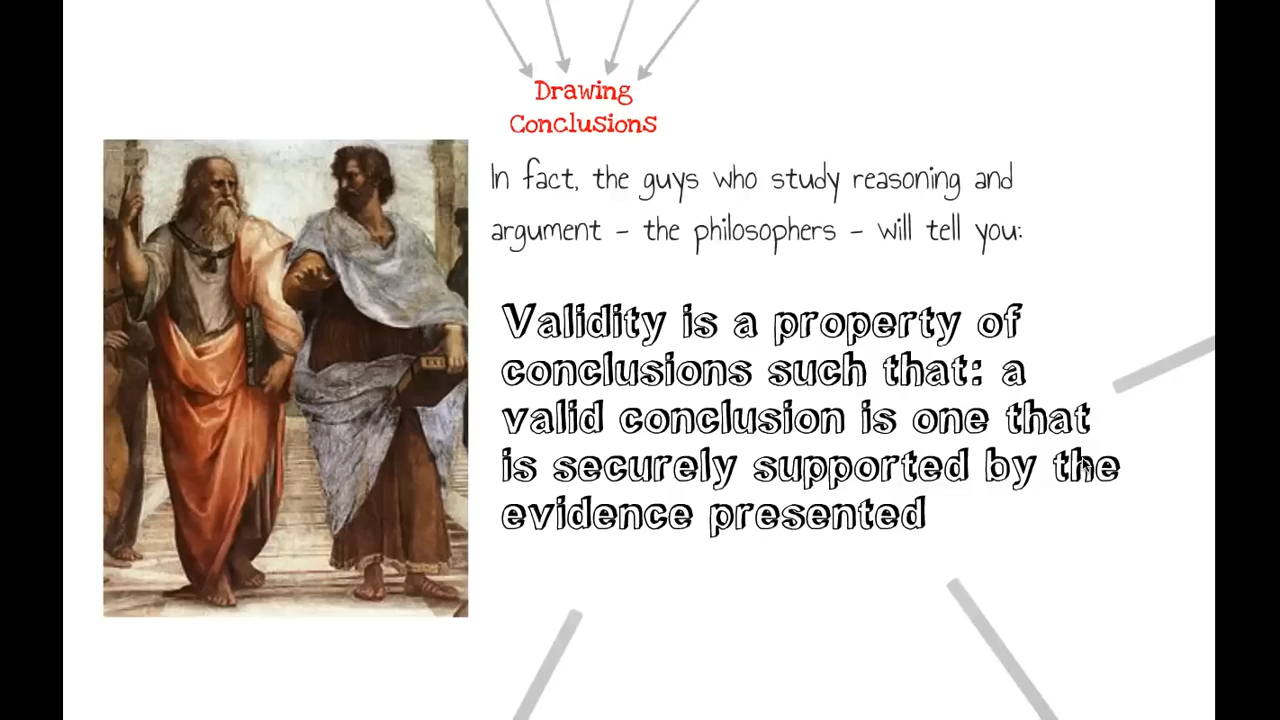 Drawing
Conclusions
In fact, the guys who study reasoning and
argument - the philosophers - will tell you:
Validity is a property of
conclusions such that: a
valid conclusion is one that
is securely supported by the
evidence presented